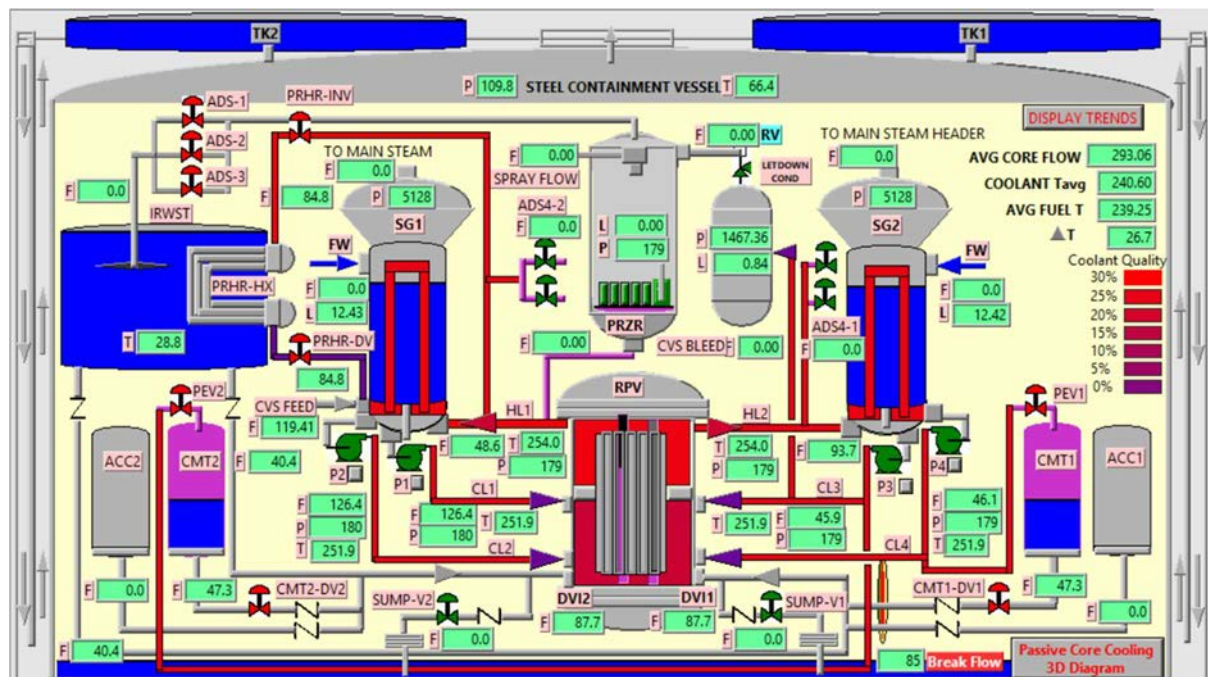 TK2
TK1
P 109.8 STEEL CONTAINMENT VESSEL T 66.4
ADS-1
PRHR-INV
ADS-2
ADS-3
F 0.0
IRWST
F 84.8
TO MAIN STEAM
F 0.0
P 5128
SG1
F 0.00
SPRAY FLOW
ADS4-2
F 0.0
L 0.00
P 179
PRZR
F 0.00 RV
LETDOWN
COND
P 1467.36
L 0.84
TO MAIN STEAM HEADER
F 0.0
P 5128
SG2
DISPLAY TRENDS
AVG CORE FLOW 293.06
COOLANT Tavg 240.60
AVG FUEL T 239.25
T 26.7
Coolant Quality
30%
25%
20%
15%
10%
5%
0%
PRHR-HX
T 28.8
FW
F 0.0
L 12.43
FW
F 0.0
L 12.42
PRHR-DV
84.8
F 0.00
CVS BLEED F 0.00
ADS4-1
F 0.0
PEV2
CVS FEED
F 119.41
ACC2
CMT2
F 40.4
P2
P1
HL1
F 48.6
T 254.0
P 179
RPV
HL2
T 254.0
P 179
F 93.7
P3
P4
PEV1
CMT1
ACC1
F 126.4
P 180
T 251.9
CL1
F 126.4
P 180
T 251.9
CL2
CL3
T 251.9
F 45.9
P 179
CL4
F 46.1
P 179
T 251.9
F 0.0
F 47.3
CMT2-DV2
SUMP-V2
F 0.0
DVI2
F 87.7
DVI1
F 87.7
SUMP-V1
F 0.0
CMT1-DV1
F 47.3
F 0.0
F 40.4
85 Break Flow
Passive Core Cooling
3D Diagram